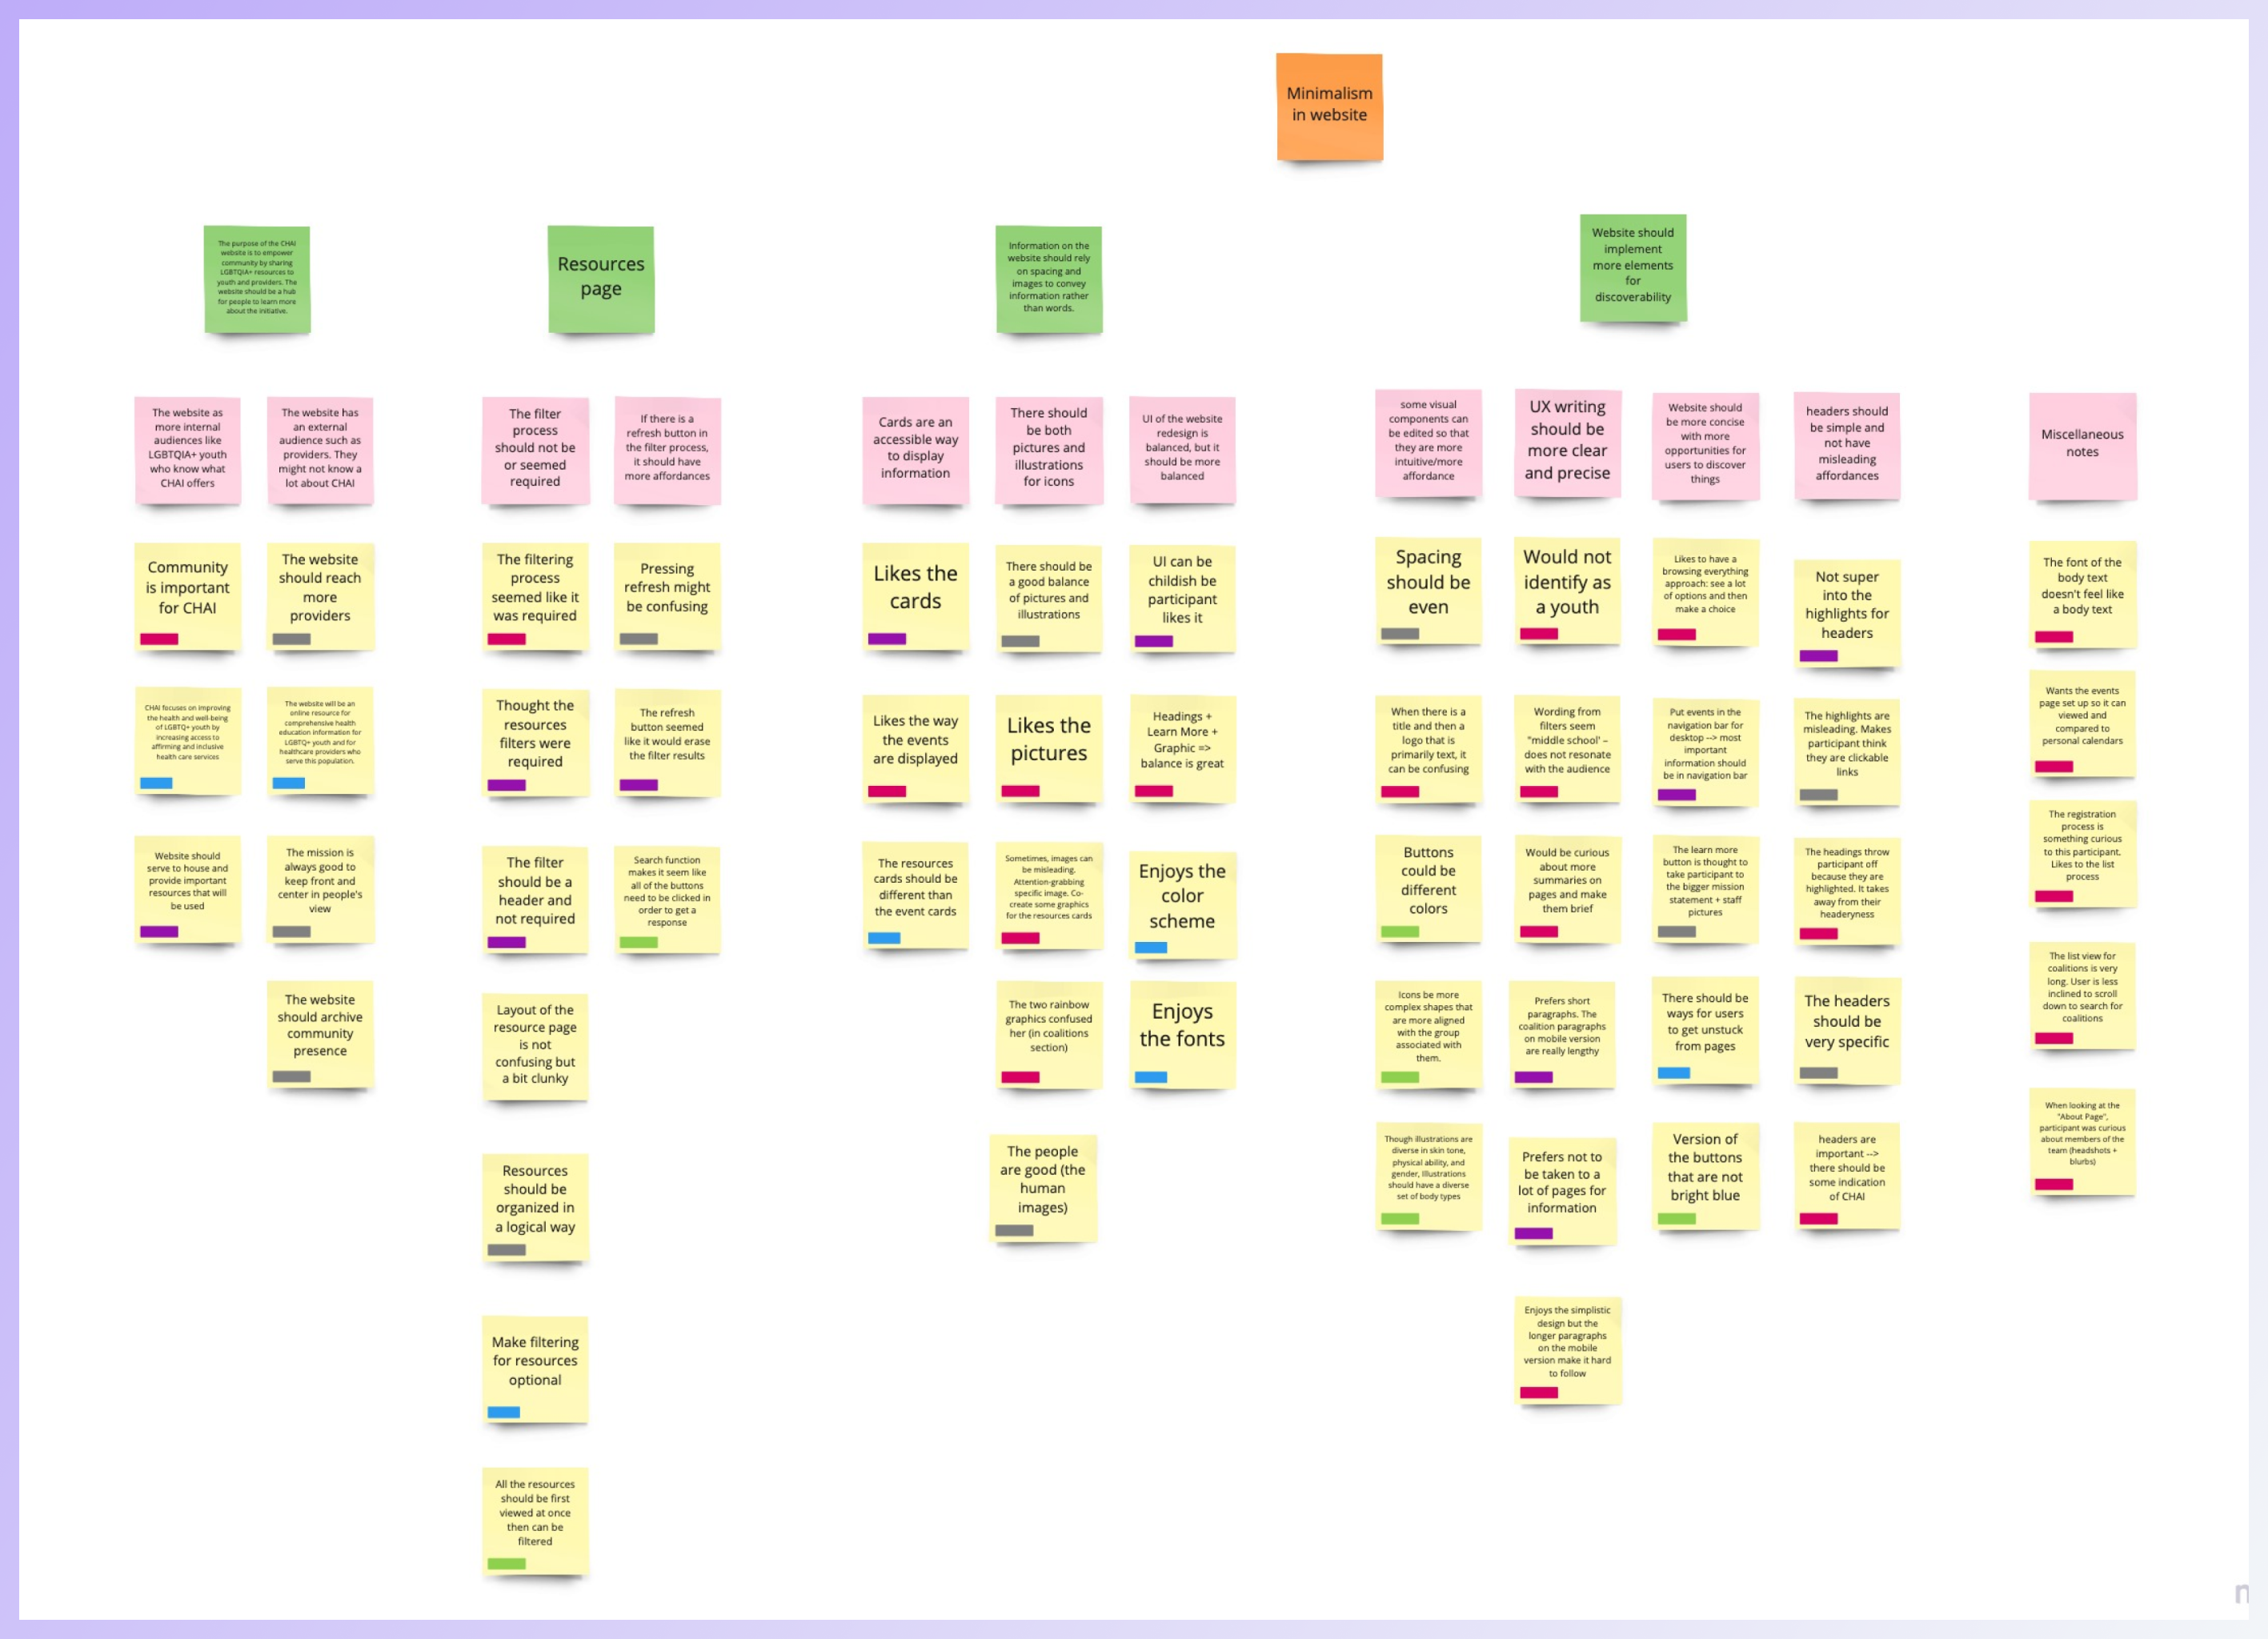 Minimalism
in website
The purpose of the CHAI
website is to empower
community by sharing
LGBTQIA+ resources to
youth and providers. The
website should be a hub
for people to learn more
about the initiative.
Resources
page
Information on the
website should rely
on spacing and
images to convey
information rather
than words.
Website should
implement
more elements
for
discoverability
The website as
more internal
audiences like
LGBTQIA+ youth
who know what
CHAI offers
The website has
an external
audience such as
providers. They
might not know a
lot about CHAI
The filter
process
should not be
or seemed
required
If there is a
refresh button in
the filter process,
it should have
more affordances
Cards are an
accessible way
to display
information
There should
be both
pictures and
illustrations
for icons
UI of the website
redesign is
balanced, but it
should be more
balanced
some visual
components can
be edited so that
they are more
intuitive/more
affordance
UX writing
should be
more clear
and precise
Website should
be more concise
with more
opportunities for
users to discover
things
headers should
be simple and
not have
misleading
affordances
Miscellaneous
notes
Community
is important
for CHAI
The website
should reach
more
providers
The filtering
process
seemed like it
was required
Pressing
refresh might
be confusing
Likes the
cards
There should be
a good balance
of pictures and
illustrations
UI can be
childish be
participant
likes it
Spacing
should be
even
Would not
identify as
a youth
Likes to have a
browsing everything
approach: see a lot
of options and then
make a choice
Not super
into the
highlights for
headers
The font of the
body text
doesn't feel like
a body text
CHAI focuses on improving
the health and well-being
of LGBTQ+ youth by
increasing access to
affirming and inclusive
health care services
The website will be an
online resource for
comprehensive health
education information for
LGBTQ+ youth and for
healthcare providers who
serve this population.
Thought the
resources
filters were
required
The refresh
button seemed
like it would erase
the filter results
Likes the way
the events
are displayed
Likes the
pictures
Headings +
Learn More +
Graphic =>
balance is great
When there is a
title and then a
logo that is
primarily text, it
can be confusing
Wording from
filters seem
"middle school' –
does not resonate
with the audience
Put events in the
navigation bar for
desktop --> most
important
information should
be in navigation bar
The highlights are
misleading. Makes
participant think
they are clickable
links
Wants the events
page set up so it can
viewed and
compared to
personal calendars
Website should
serve to house and
provide important
resources that will
be used
The mission is
always good to
keep front and
center in people's
view
The filter
should be a
header and
not required
Search function
makes it seem like
all of the buttons
need to be clicked in
order to get a
response
The resources
cards should be
different than
the event cards
Sometimes, images can
be misleading.
Attention-grabbing
specific image. Co-
create some graphics
for the resources cards
Enjoys the
color
scheme
Buttons
could be
different
colors
Would be curious
about more
summaries on
pages and make
them brief
The learn more
button is thought to
take participant to
the bigger mission
statement + staff
pictures
The headings throw
participant off
because they are
highlighted. It takes
away from their
headeryness
The registration
process is
something curious
to this participant.
Likes to the list
process
The website
should archive
community
presence
Layout of the
resource page
is not
confusing but
a bit clunky
The two rainbow
graphics confused
her (in coalitions
section)
Enjoys
the fonts
Icons be more
complex shapes that
are more aligned
with the group
associated with
them.
Prefers short
paragraphs. The
coalition paragraphs
on mobile version
are really lengthy
There should be
ways for users
to get unstuck
from pages
The headers
should be
very specific
The list view for
coalitions is very
long. User is less
inclined to scroll
down to search for
coalitions
Resources
should be
organized in
a logical way
The people
are good (the
human
images)
Though illustrations are
diverse in skin tone,
physical ability, and
gender, Illustrations
should have a diverse
set of body types
Prefers not to
be taken to a
lot of pages for
information
Version of
the buttons
that are not
bright blue
headers are
important -->
there should be
some indication
of CHAI
When looking at the
"About Page",
participant was curious
about members of the
team (headshots +
blurbs)
Make filtering
for resources
optional
Enjoys the simplistic
design but the
longer paragraphs
on the mobile
version make it hard
to follow
All the resources
should be first
viewed at once
then can be
filtered